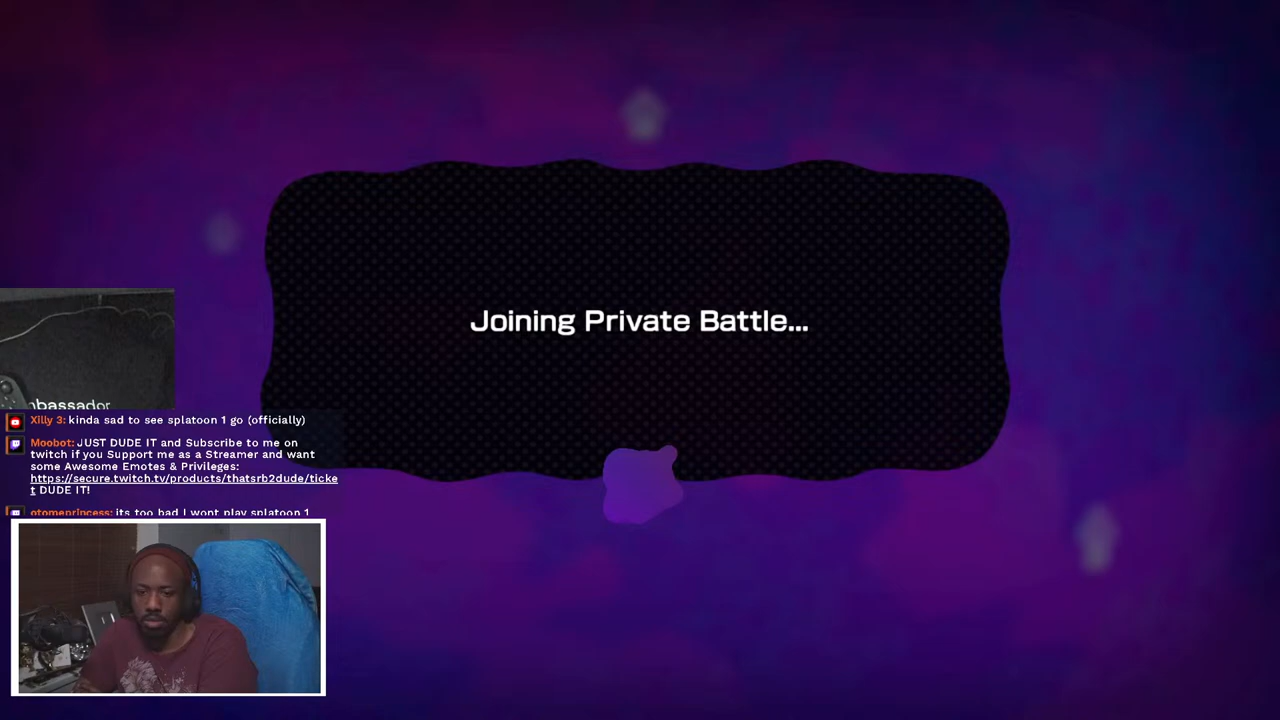 Joining Private Battle...
mbassador
Xilly 3: kinda sad to see splatoon 1 go (officially)
Moobot: JUST DUDE IT and Subscribe to me on
twitch if you Support me as a Streamer and want
some Awesome Emotes & Privileges:
https://secure.twitch.tv/products/thatsrb2dude/ticke
t DUDE IT!
otomeprincess: its too bad I wont play splatoon 1